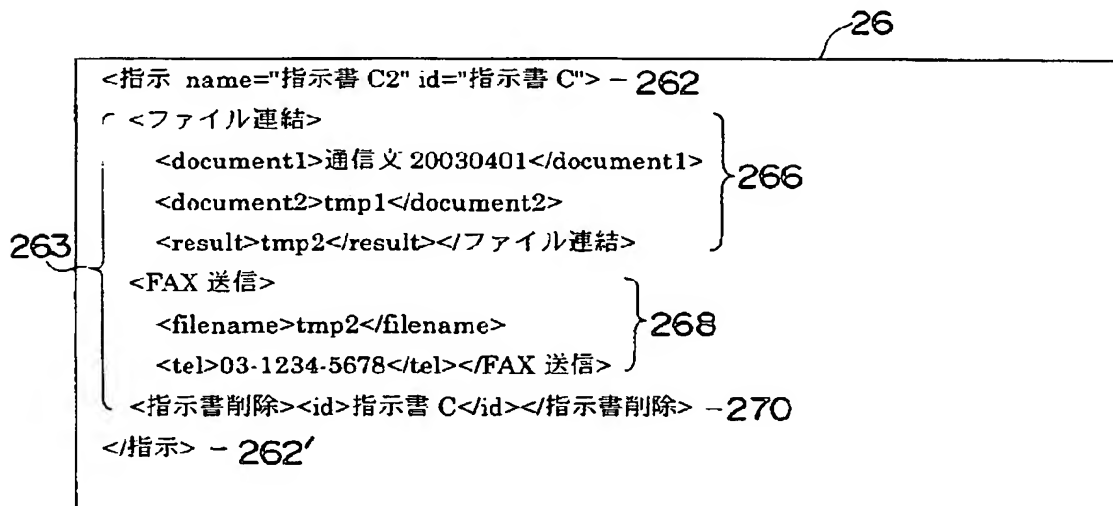 26
<指示 name="指示書 C2" id="指示書 C"> – 262
<ファイル連結>
<document1>通信文 20030401</document1>
266
<document2>tmp1</document2>
263
<result>tmp2</result></ファイル連結>
<FAX 送信>
<filename>tmp2</filename>
268
<tel>03-1234-5678</tel></FAX 送信>
<指示書削除><id>指示書 C</id></指示書削除> – 270
</指示> – 262′